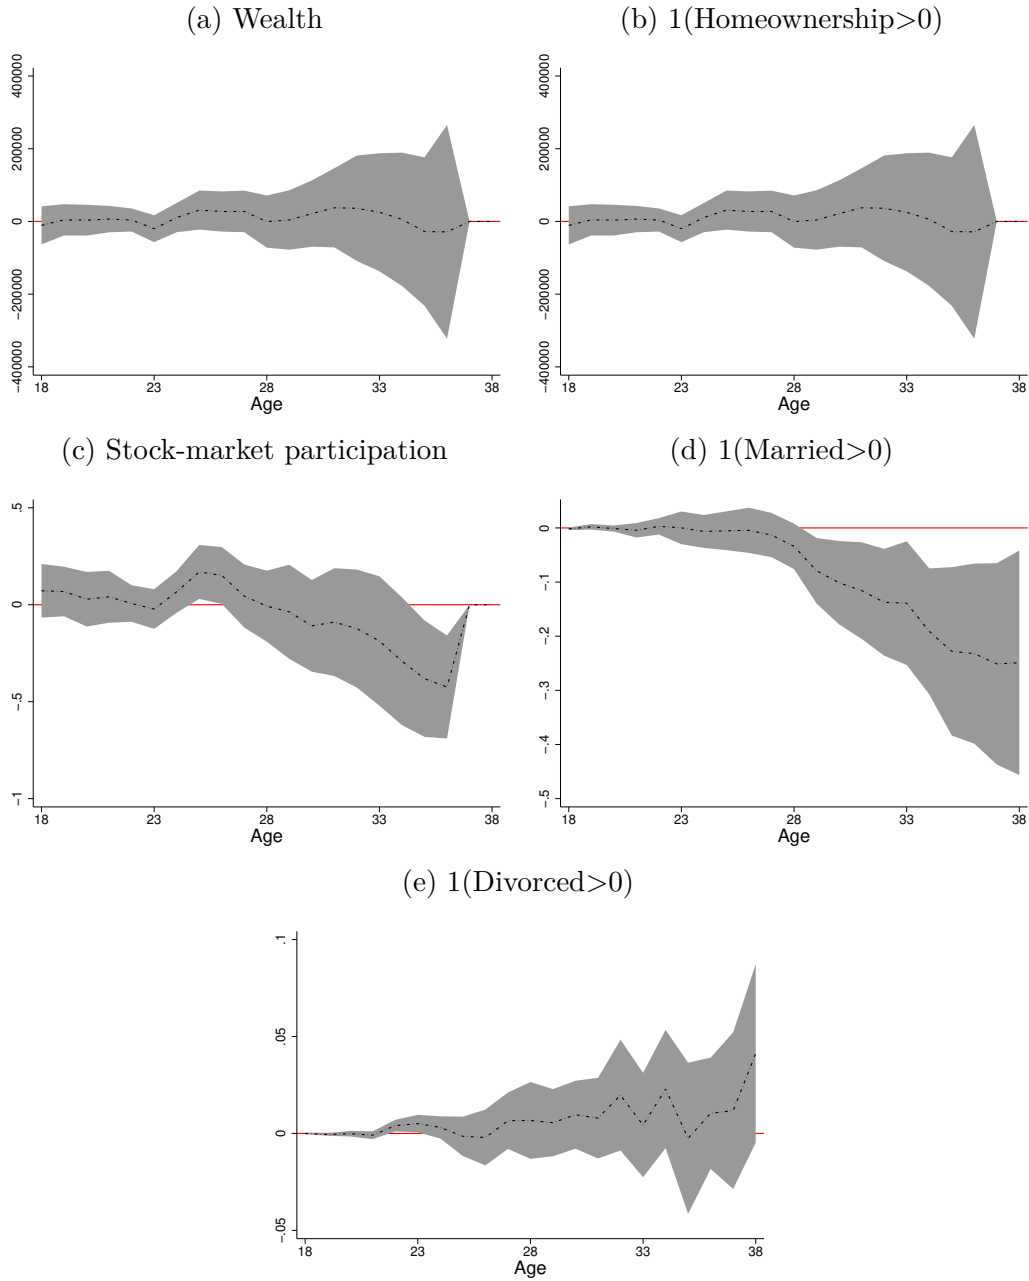 (a) Wealth
(b) 1(Homeownership>0)
400000
200000
0
−200000
−400000
18 23 28 33 38
Age
400000
200000
0
−200000
−400000
18 23 28 33 38
Age
(c) Stock-market participation
(d) 1(Married>0)
.5
0
−.5
−1
18 23 28 33 38
Age
0
−.1
−.2
−.3
−.4
−.5
18 23 28 33 38
Age
(e) 1(Divorced>0)
.1
.05
0
−.05
18 23 28 33 38
Age